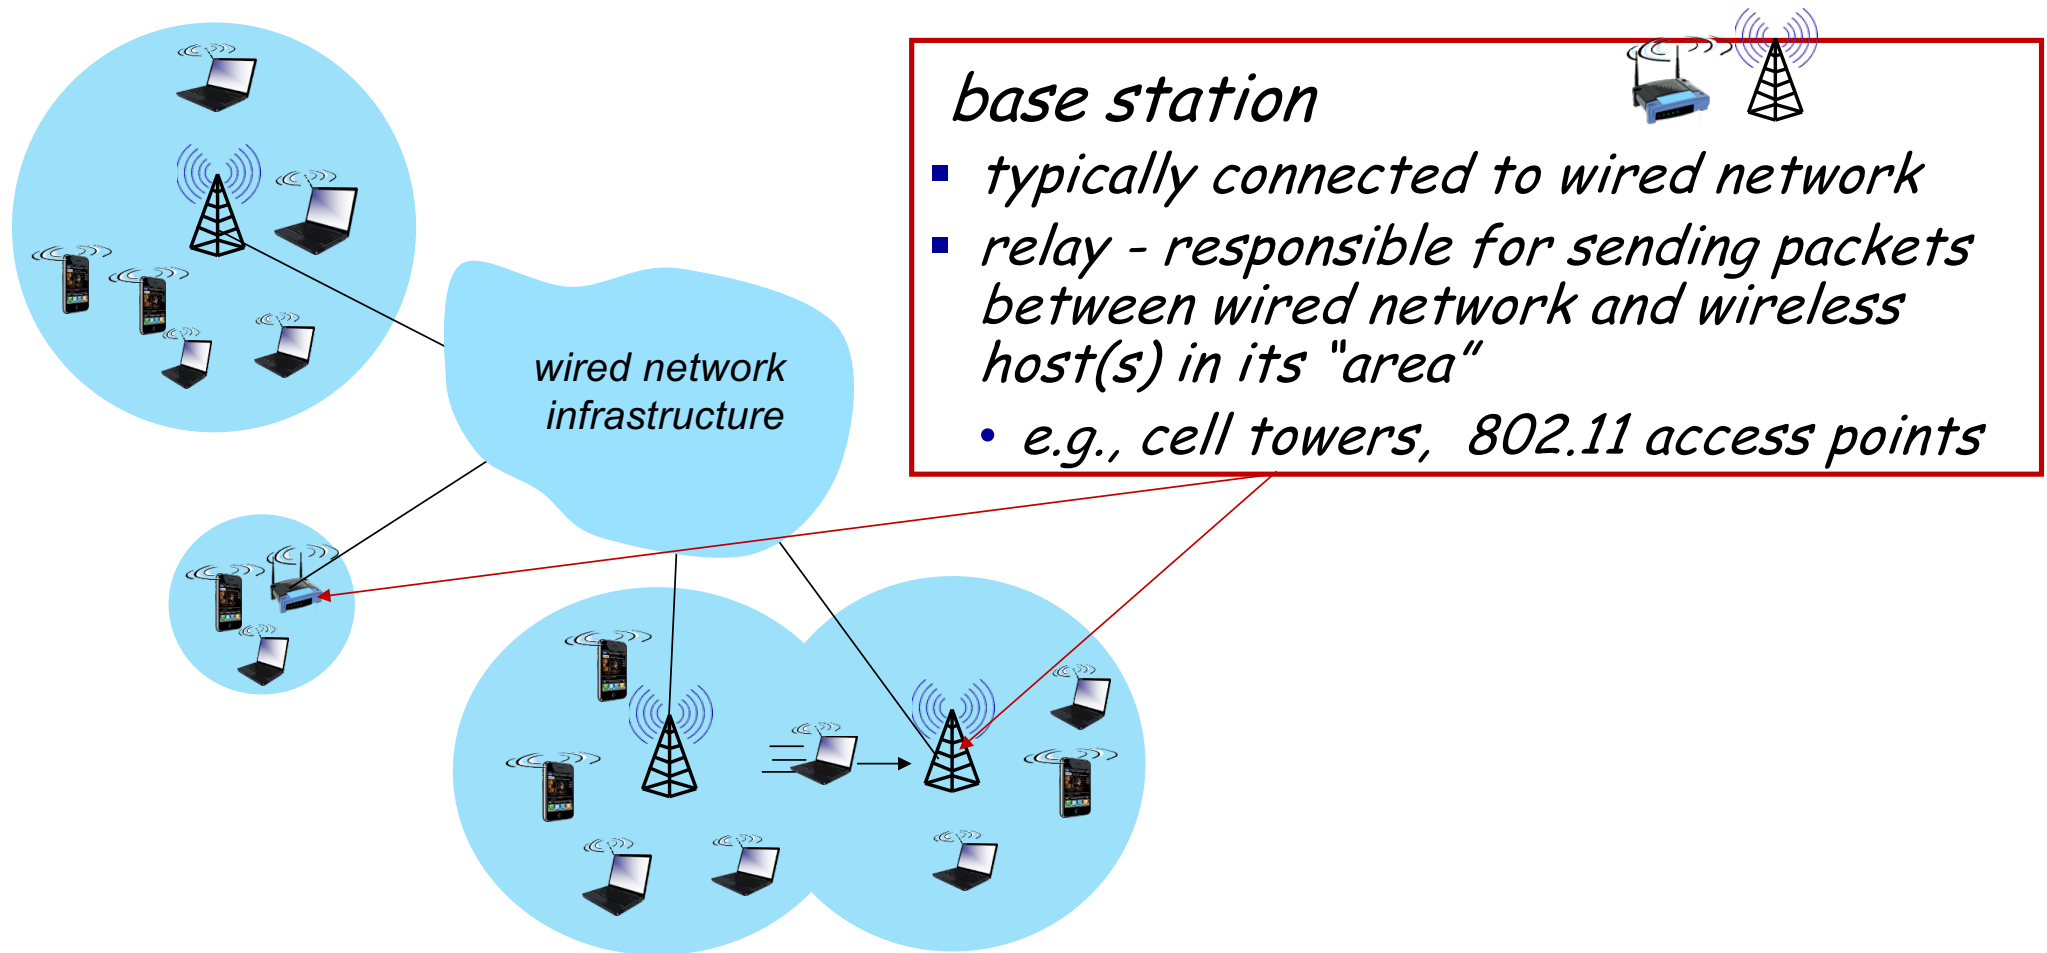 base station
typically connected to wired network
relay - responsible for sending packets
between wired network and wireless
host(s) in its “area”
e.g., cell towers, 802.11 access points
wired network
infrastructure